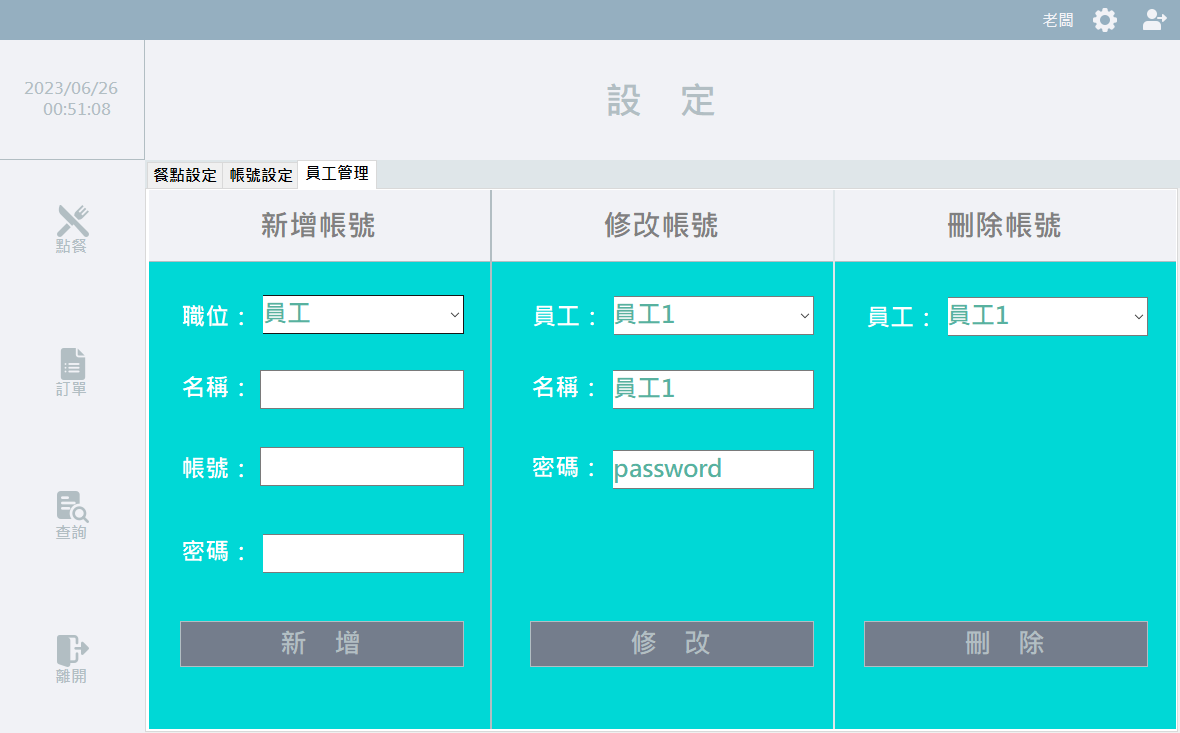 老闆
2023/06/26
00:51:08
設 定
餐點設定 帳號設定 員工管理
點餐
訂單
查詢
離開
新增帳號
職位：員工
名稱：
帳號：
密碼：
新 增
修改帳號
員工：員工1
名稱：員工1
密碼：password
修 改
刪除帳號
員工：員工1
刪 除